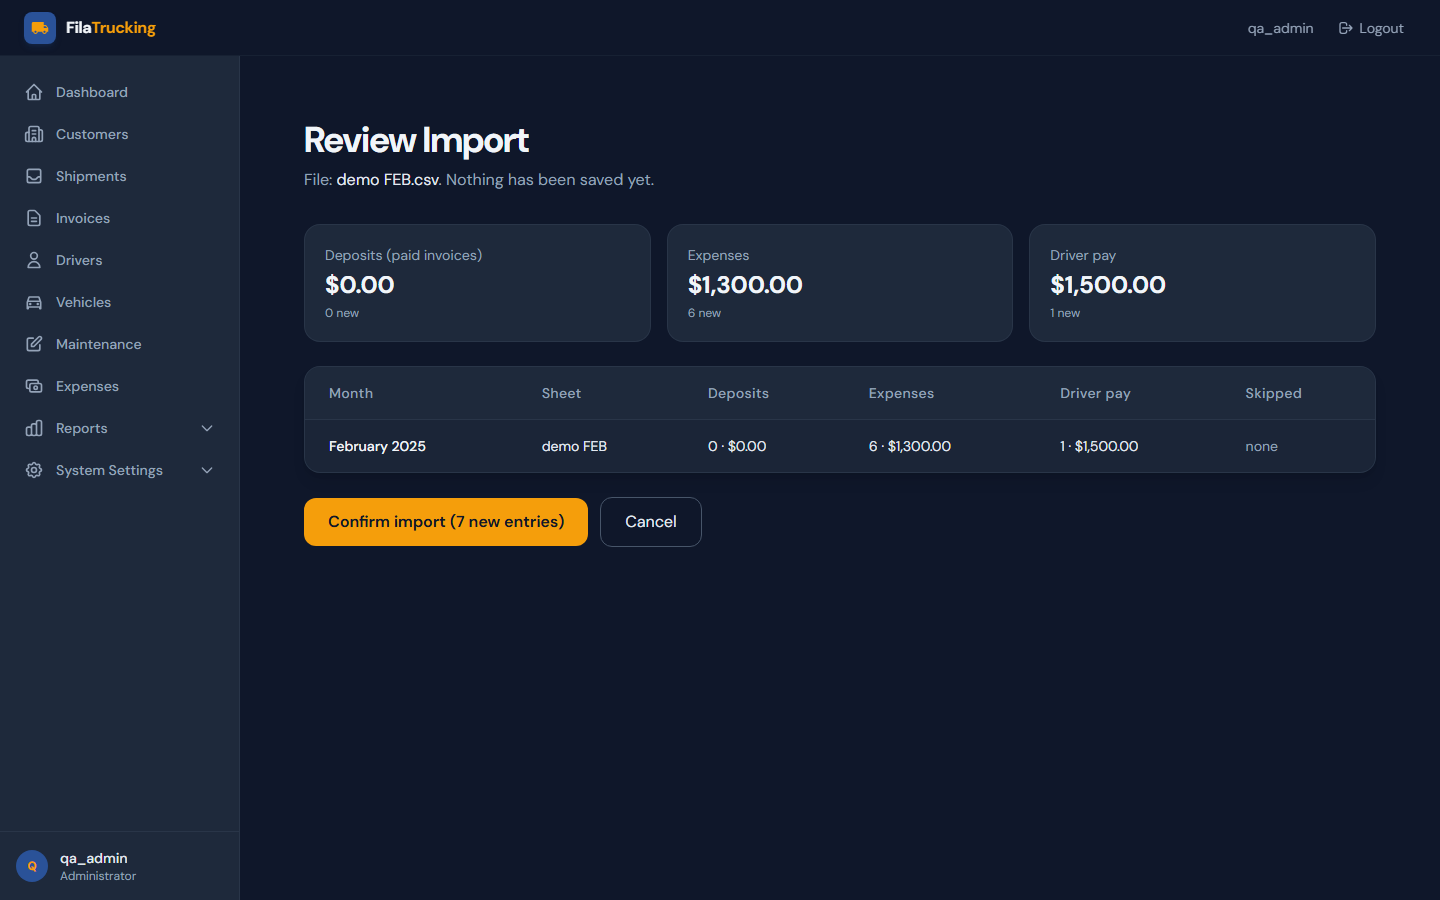 FilaTrucking
qa_admin
Logout
Dashboard
Customers
Shipments
Invoices
Drivers
Vehicles
Maintenance
Expenses
Reports
System Settings
Review Import
File: demo FEB.csv. Nothing has been saved yet.
Deposits (paid invoices)
$0.00
0 new
Expenses
$1,300.00
6 new
Driver pay
$1,500.00
1 new
Month Sheet Deposits Expenses Driver pay Skipped
February 2025 demo FEB 0 · $0.00 6 · $1,300.00 1 · $1,500.00 none
Confirm import (7 new entries)
Cancel
Q
qa_admin
Administrator